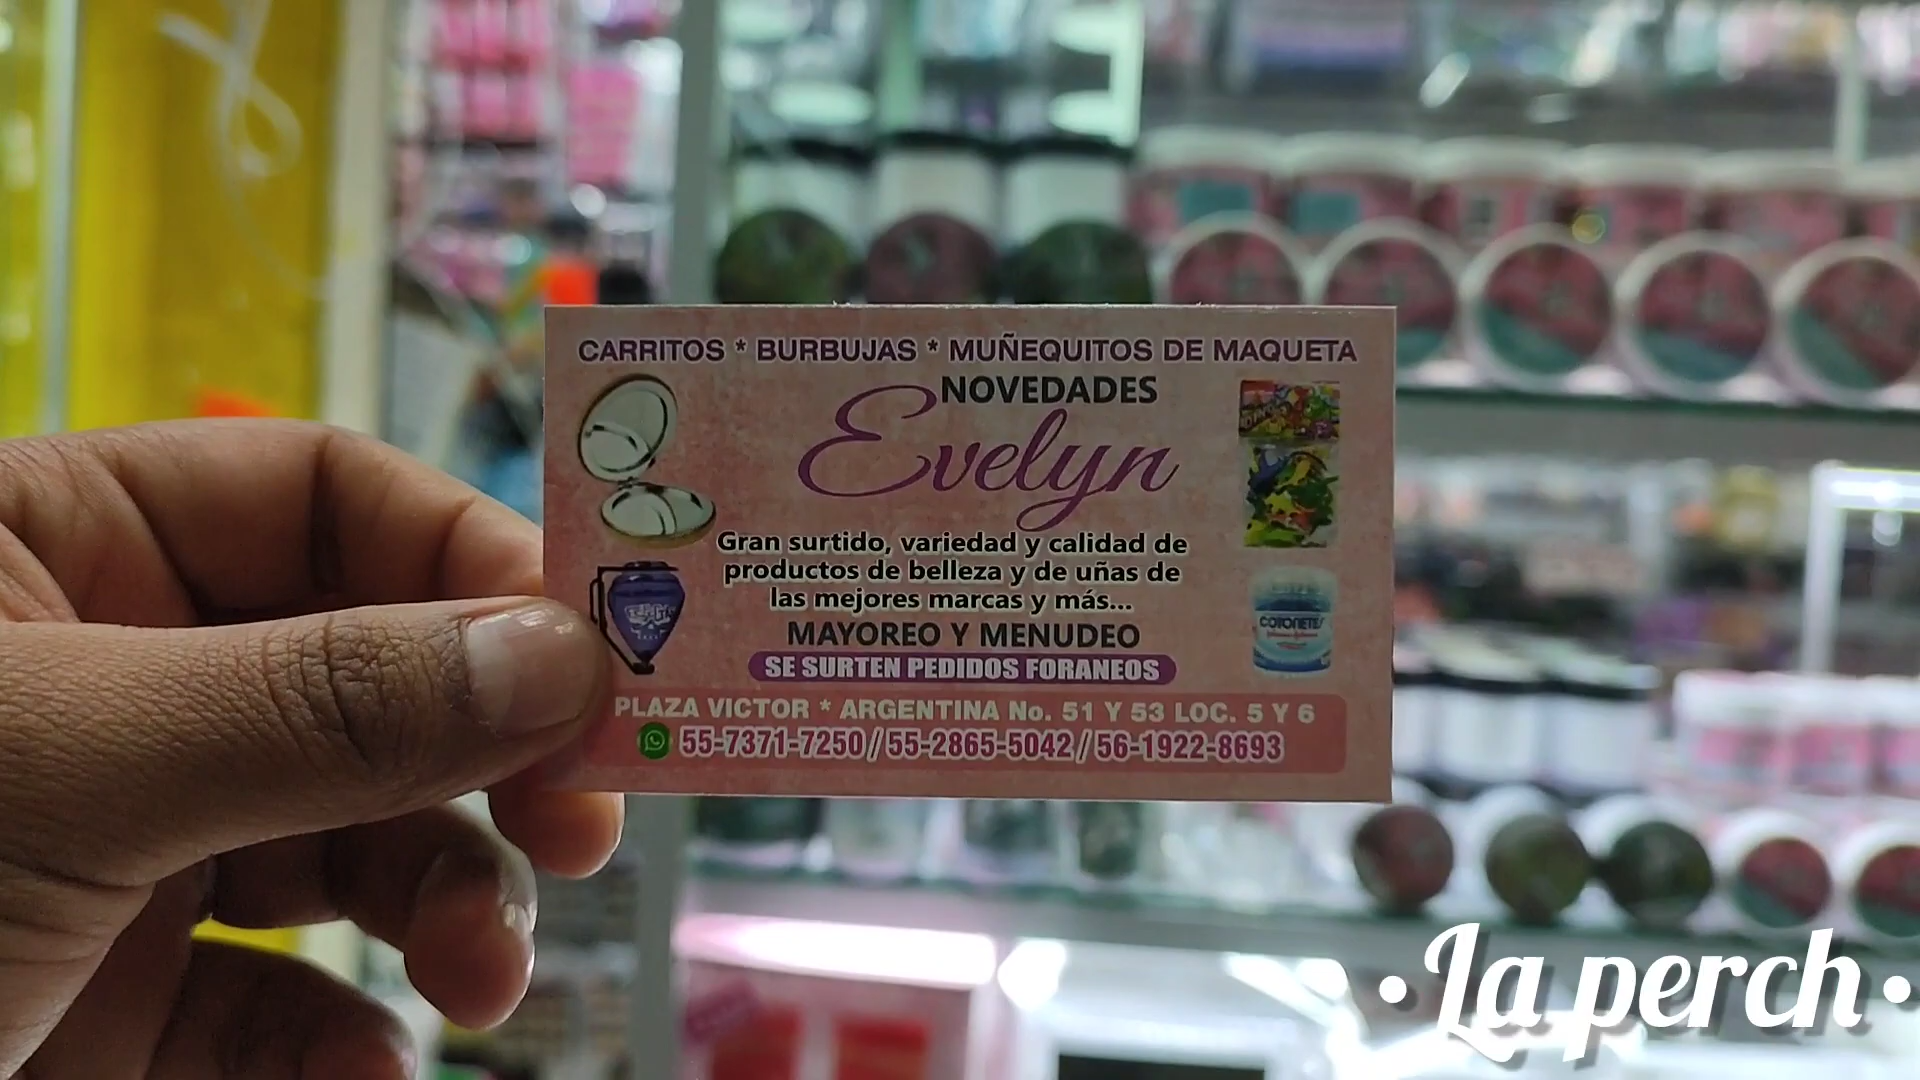 CARRITOS * BURBUJAS * MUÑEQUITOS DE MAQUETA
NOVEDADES
Evelyn
Gran surtido, variedad y calidad de
productos de belleza y de uñas de
las mejores marcas y más...
MAYOREO Y MENUDEO
SE SURTEN PEDIDOS FORANEOS
COTONETES
PLAZA VICTOR * ARGENTINA No. 51 Y 53 LOC. 5 Y 6
55-7371-7250 / 55-2865-5042 / 56-1922-8693
• La perch •